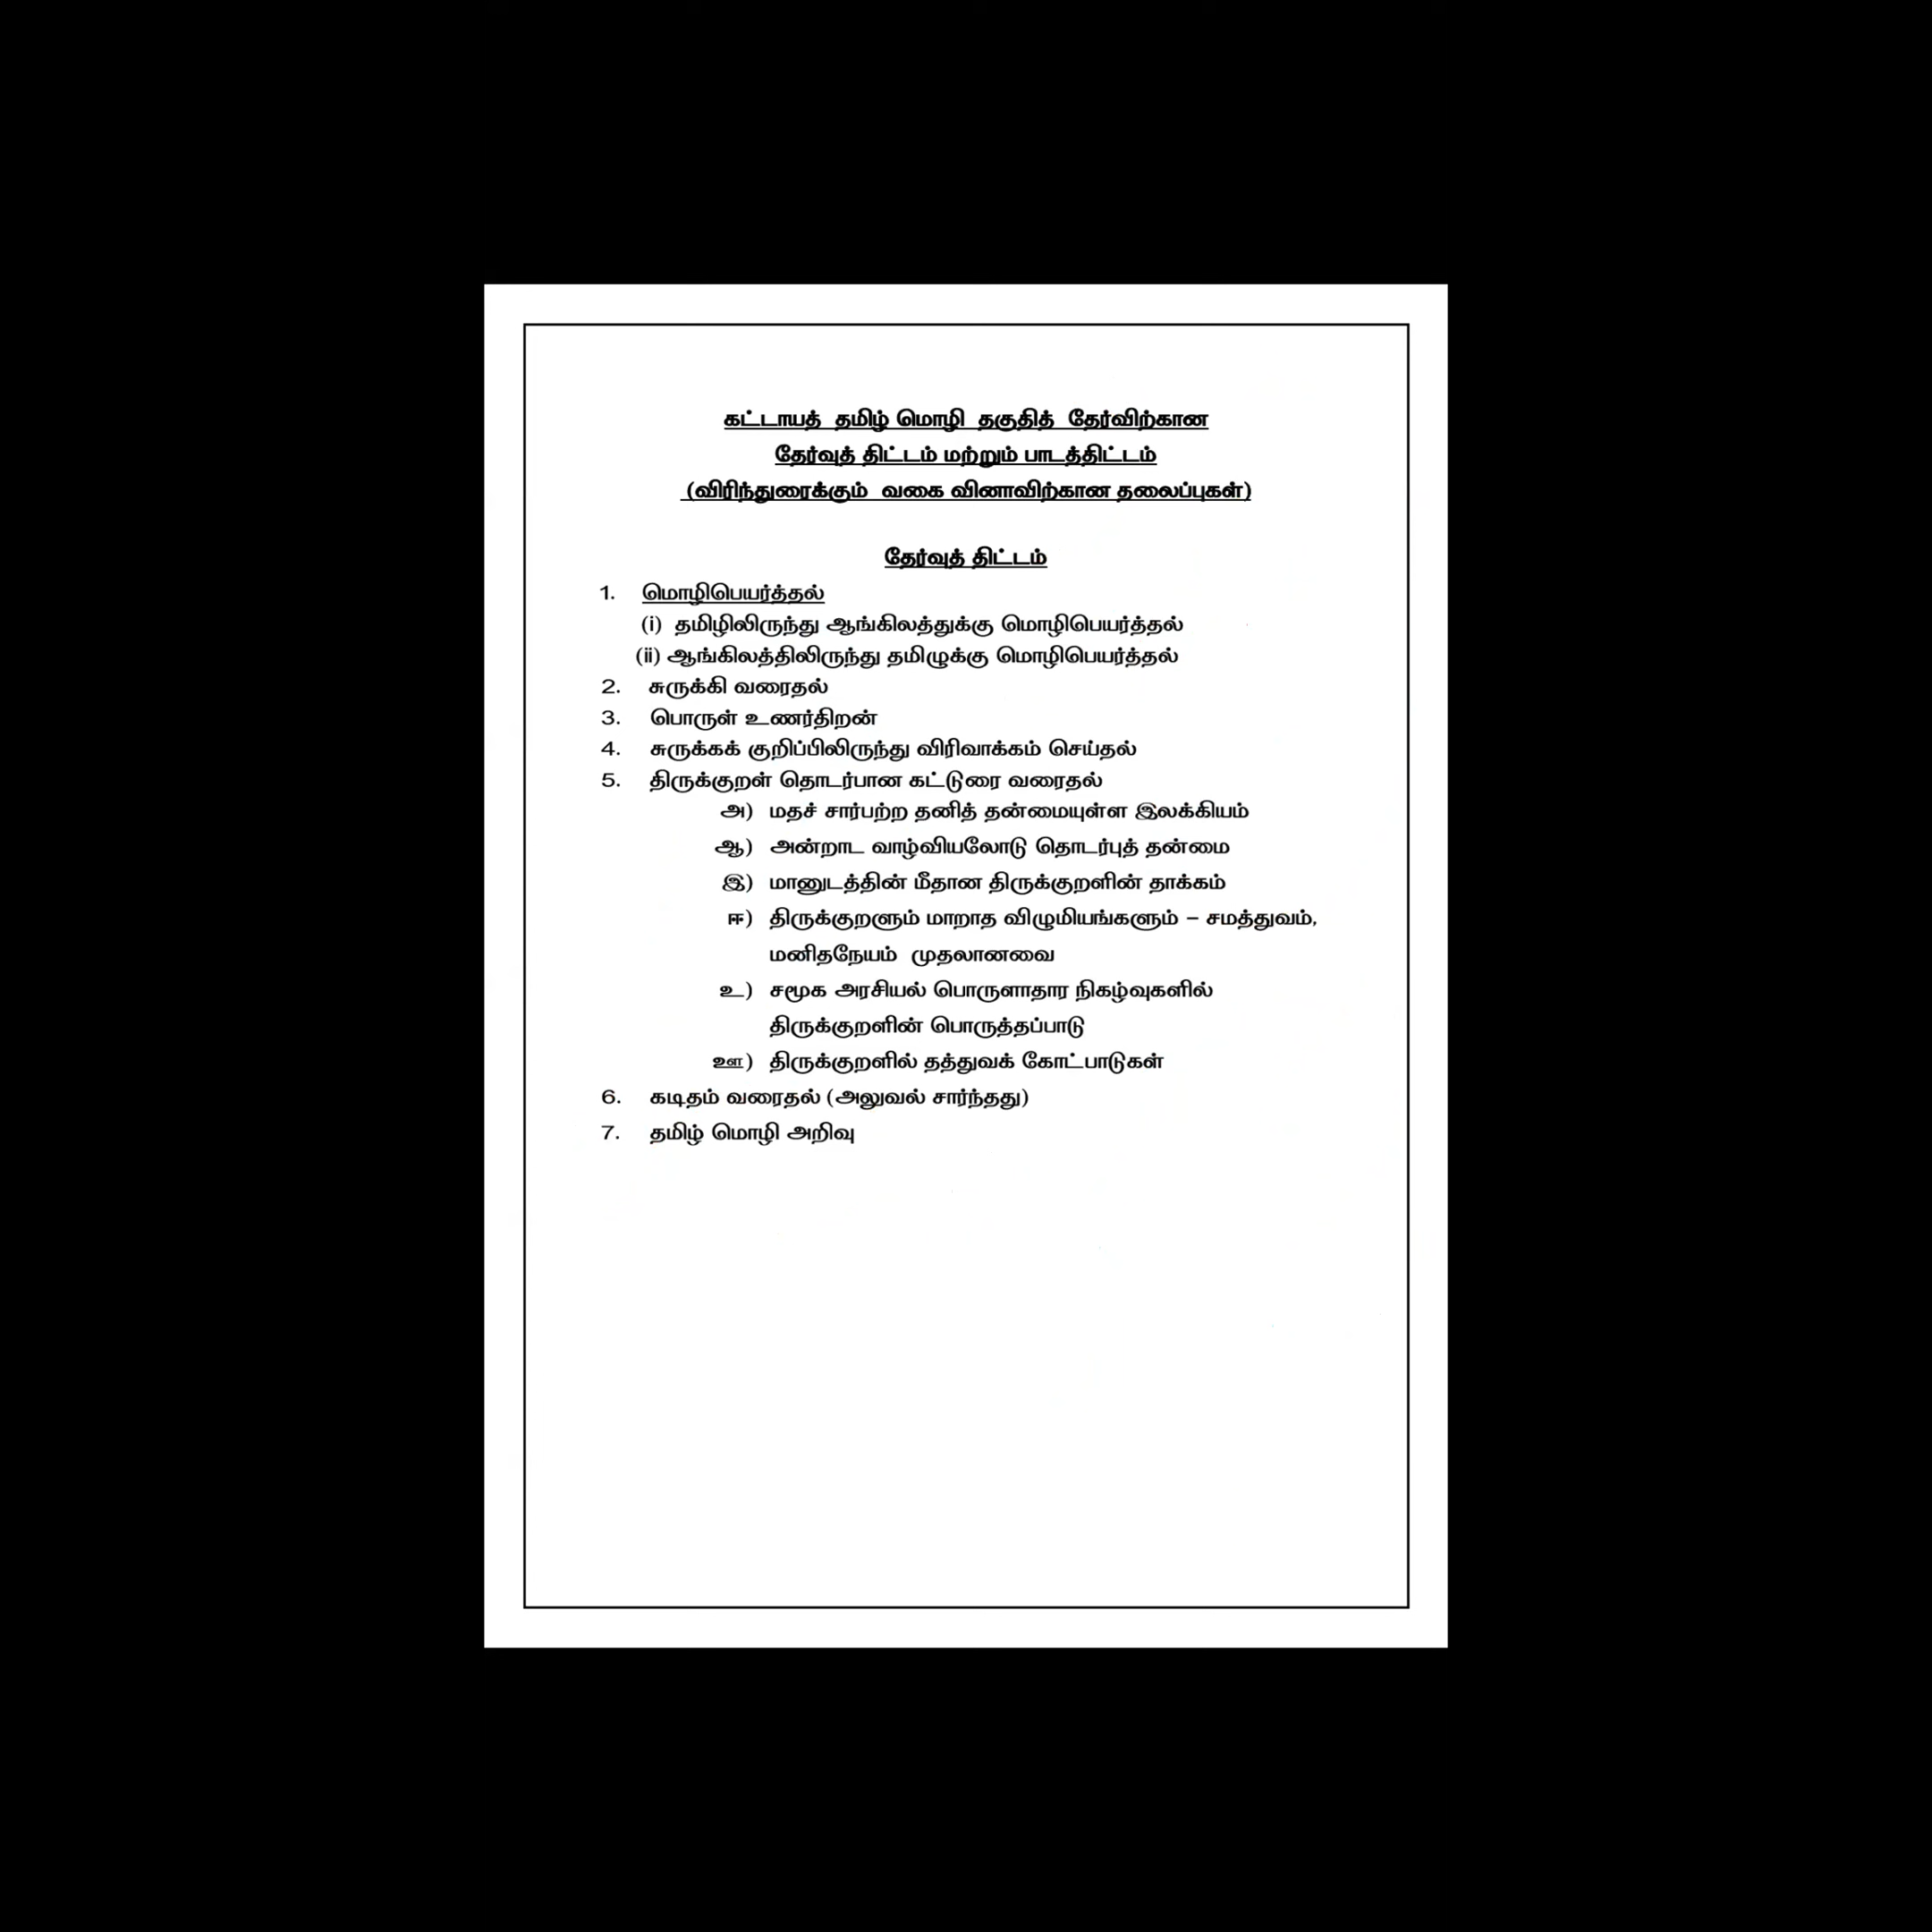 கட்டாயத் தமிழ் மொழி தகுதித் தேர்விற்கான
தேர்வுத் திட்டம் மற்றும் பாடத்திட்டம்
(விரிந்துரைக்கும் வகை வினாவிற்கான தலைப்புகள்)
தேர்வுத் திட்டம்
1. மொழிபெயர்த்தல்
(i) தமிழிலிருந்து ஆங்கிலத்துக்கு மொழிபெயர்த்தல்
(ii) ஆங்கிலத்திலிருந்து தமிழுக்கு மொழிபெயர்த்தல்
2. சுருக்கி வரைதல்
3. பொருள் உணர்திறன்
4. சுருக்கக் குறிப்பிலிருந்து விரிவாக்கம் செய்தல்
5. திருக்குறள் தொடர்பான கட்டுரை வரைதல்
அ) மதச் சார்பற்ற தனித் தன்மையுள்ள இலக்கியம்
ஆ) அன்றாட வாழ்வியலோடு தொடர்புத் தன்மை
இ) மானுடத்தின் மீதான திருக்குறளின் தாக்கம்
ஈ) திருக்குறளும் மாறாத விழுமியங்களும் – சமத்துவம்,
மனிதநேயம் முதலானவை
உ) சமூக அரசியல் பொருளாதார நிகழ்வுகளில்
திருக்குறளின் பொருத்தப்பாடு
ஊ) திருக்குறளில் தத்துவக் கோட்பாடுகள்
6. கடிதம் வரைதல் (அலுவல் சார்ந்தது)
7. தமிழ் மொழி அறிவு